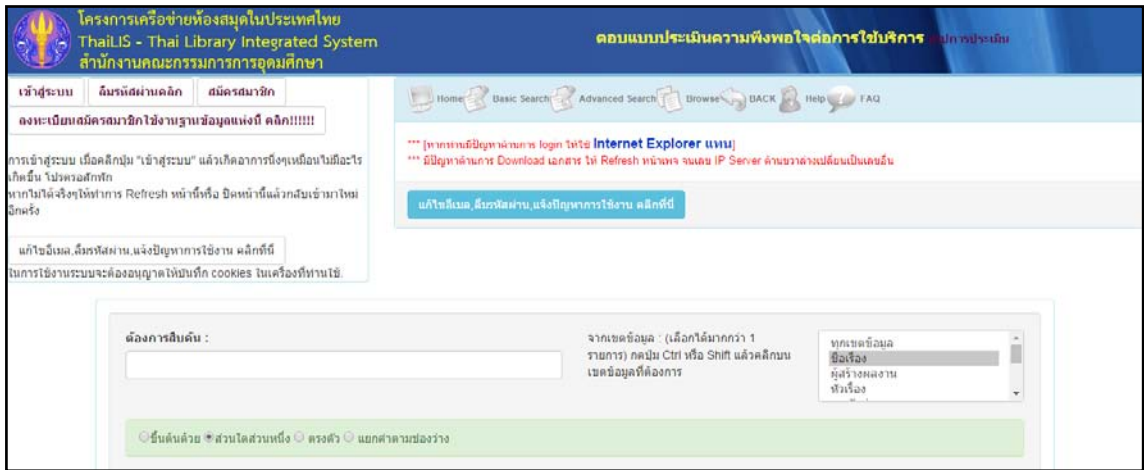 โครงการเครือข่ายห้องสมุดในประเทศไทย
ThaiLIS - Thai Library Integrated System
สำนักงานคณะกรรมการการอุดมศึกษา
ตอบแบบประเมินความพึงพอใจต่อการใช้บริการ สรุปการประเมิน
เข้าสู่ระบบ ลืมรหัสผ่านคลิก สมัครสมาชิก
ลงทะเบียนสมัครสมาชิกใช้งานฐานข้อมูลแห่งนี้ คลิก!!!!!!
การเข้าสู่ระบบ เมื่อคลิกปุ่ม "เข้าสู่ระบบ" แล้วเกิดอาการนิ่งๆเหมือนไม่มีอะไร
เกิดขึ้น โปรดรอสักพัก
หากไม่ได้จริงๆให้ทำการ Refresh หน้านี้หรือ ปิดหน้านี้แล้วกลับเข้ามาใหม่
อีกครั้ง
แก้ไขอีเมล,ลืมรหัสผ่าน,แจ้งปัญหาการใช้งาน คลิกที่นี่
ในการใช้งานระบบจะต้องอนุญาตให้บันทึก cookies ในเครื่องที่ท่านใช้.
Home Basic Search Advanced Search Browse BACK Help FAQ
*** [หากท่านมีปัญหาด้านการ login ให้ใช้ Internet Explorer แทน]
*** มีปัญหาด้านการ Download เอกสาร ให้ Refresh หน้าเพจ จนเลข IP Server ด้านขวาล่างเปลี่ยนเป็นเลขอื่น
แก้ไขอีเมล,ลืมรหัสผ่าน,แจ้งปัญหาการใช้งาน คลิกที่นี่
ต้องการสืบค้น :
จากเขตข้อมูล : (เลือกได้มากกว่า 1
รายการ) กดปุ่ม Ctrl หรือ Shift แล้วคลิกบน
เขตข้อมูลที่ต้องการ
ทุกเขตข้อมูล
ชื่อเรื่อง
ผู้สร้างผลงาน
หัวเรื่อง
ขึ้นต้นด้วย ส่วนใดส่วนหนึ่ง ตรงตัว แยกคำตามช่องว่าง